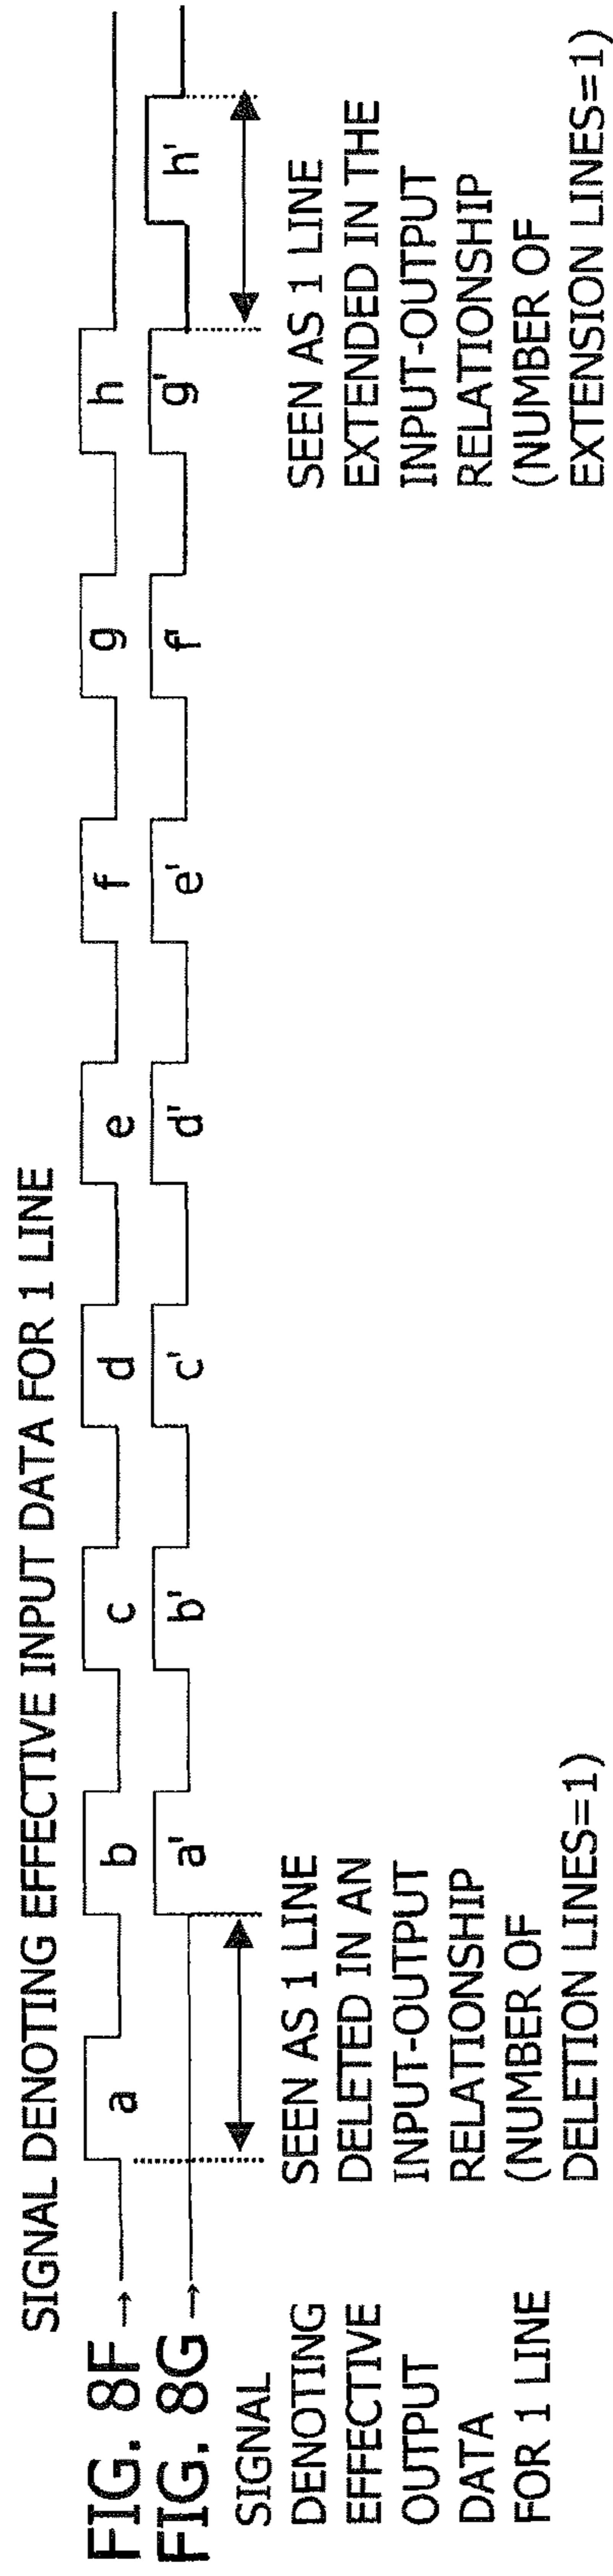 SIGNAL DENOTING EFFECTIVE INPUT DATA FOR 1 LINE
FIG. 8F → a b c d e f g h
FIG. 8G → a' b' c' d' e' f' g' h'
SIGNAL
DENOTING
EFFECTIVE
OUTPUT
DATA
FOR 1 LINE
SEEN AS 1 LINE
DELETED IN AN
INPUT-OUTPUT
RELATIONSHIP
(NUMBER OF
DELETION LINES=1)
SEEN AS 1 LINE
EXTENDED IN THE
INPUT-OUTPUT
RELATIONSHIP
(NUMBER OF
EXTENSION LINES=1)